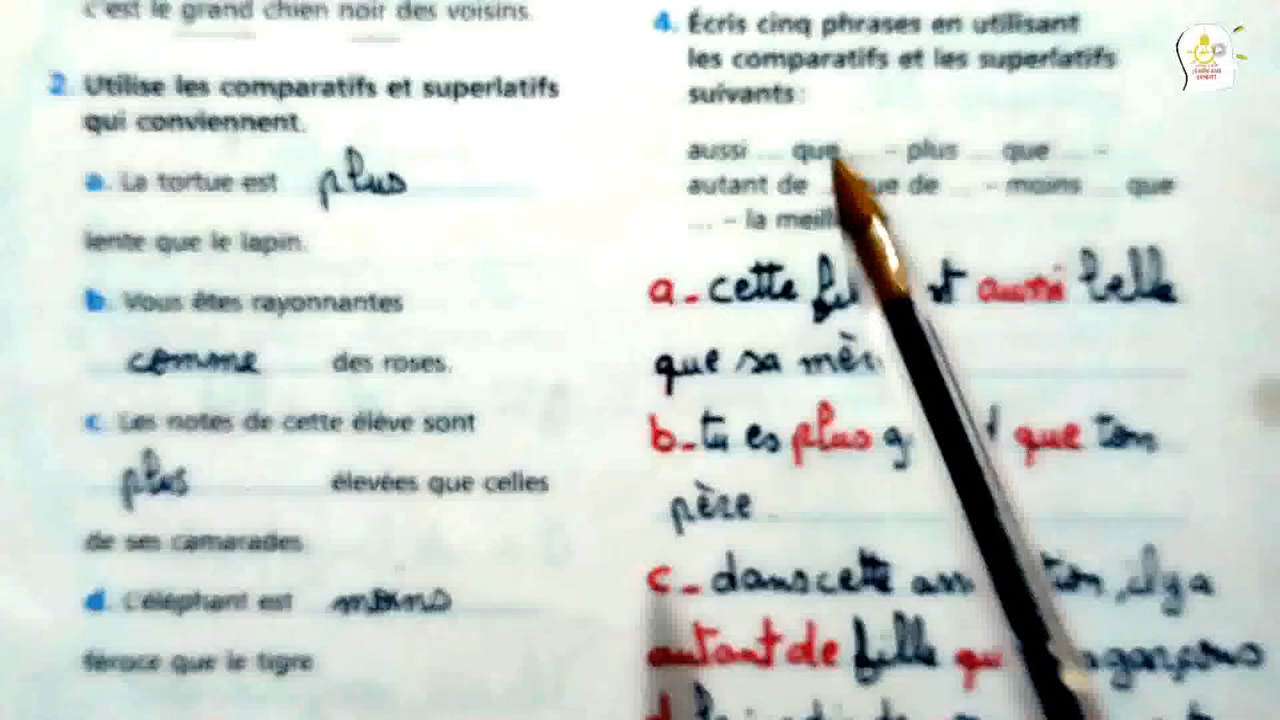 c'est le grand chien noir des voisins.
2. Utilise les comparatifs et superlatifs
qui conviennent.
a. La tortue est plus
lente que le lapin.
b. Vous êtes rayonnantes
comme des roses.
c. Les notes de cette élève sont
plus élevées que celles
de ses camarades.
d. L'éléphant est moins
féroce que le tigre
4. Écris cinq phrases en utilisant
les comparatifs et les superlatifs
suivants :
aussi ... que ... - plus ... que ... -
autant de ... de ... - moins ... que
... - la
a - cette aussi belle
que sa
b - tu es plus que ton
père
c - dans cette , il y a
autant de fille garçons